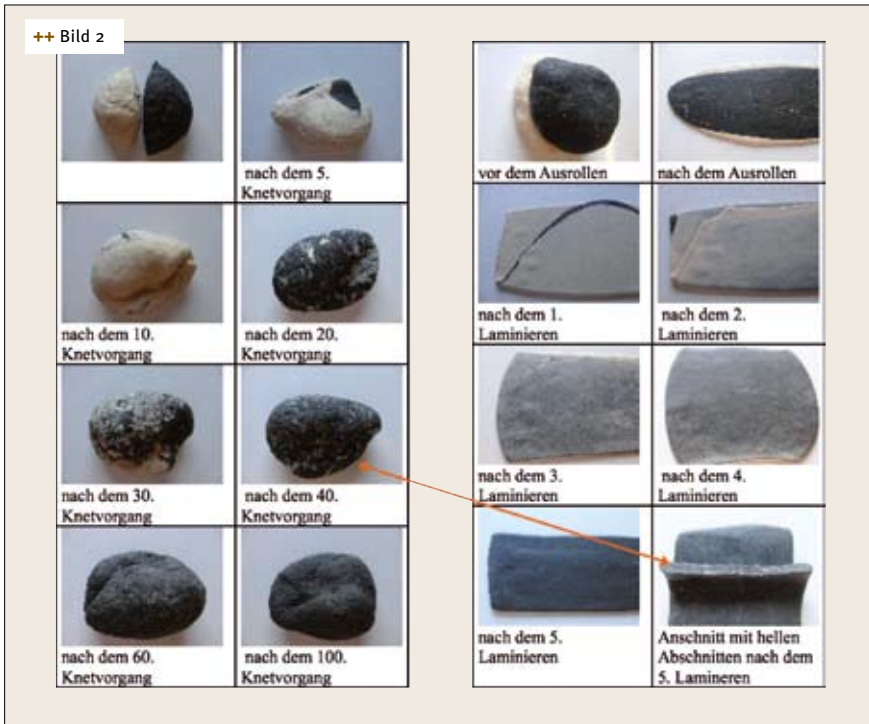 ++ Bild 2
nach dem 5.
Knetvorgang
nach dem 10.
Knetvorgang
nach dem 20.
Knetvorgang
nach dem 30.
Knetvorgang
nach dem 40.
Knetvorgang
nach dem 60.
Knetvorgang
nach dem 100.
Knetvorgang
vor dem Ausrollen
nach dem Ausrollen
nach dem 1.
Laminieren
nach dem 2.
Laminieren
nach dem 3.
Laminieren
nach dem 4.
Laminieren
nach dem 5.
Laminieren
Anschnitt mit hellen
Abschnitten nach dem
5. Lamineren